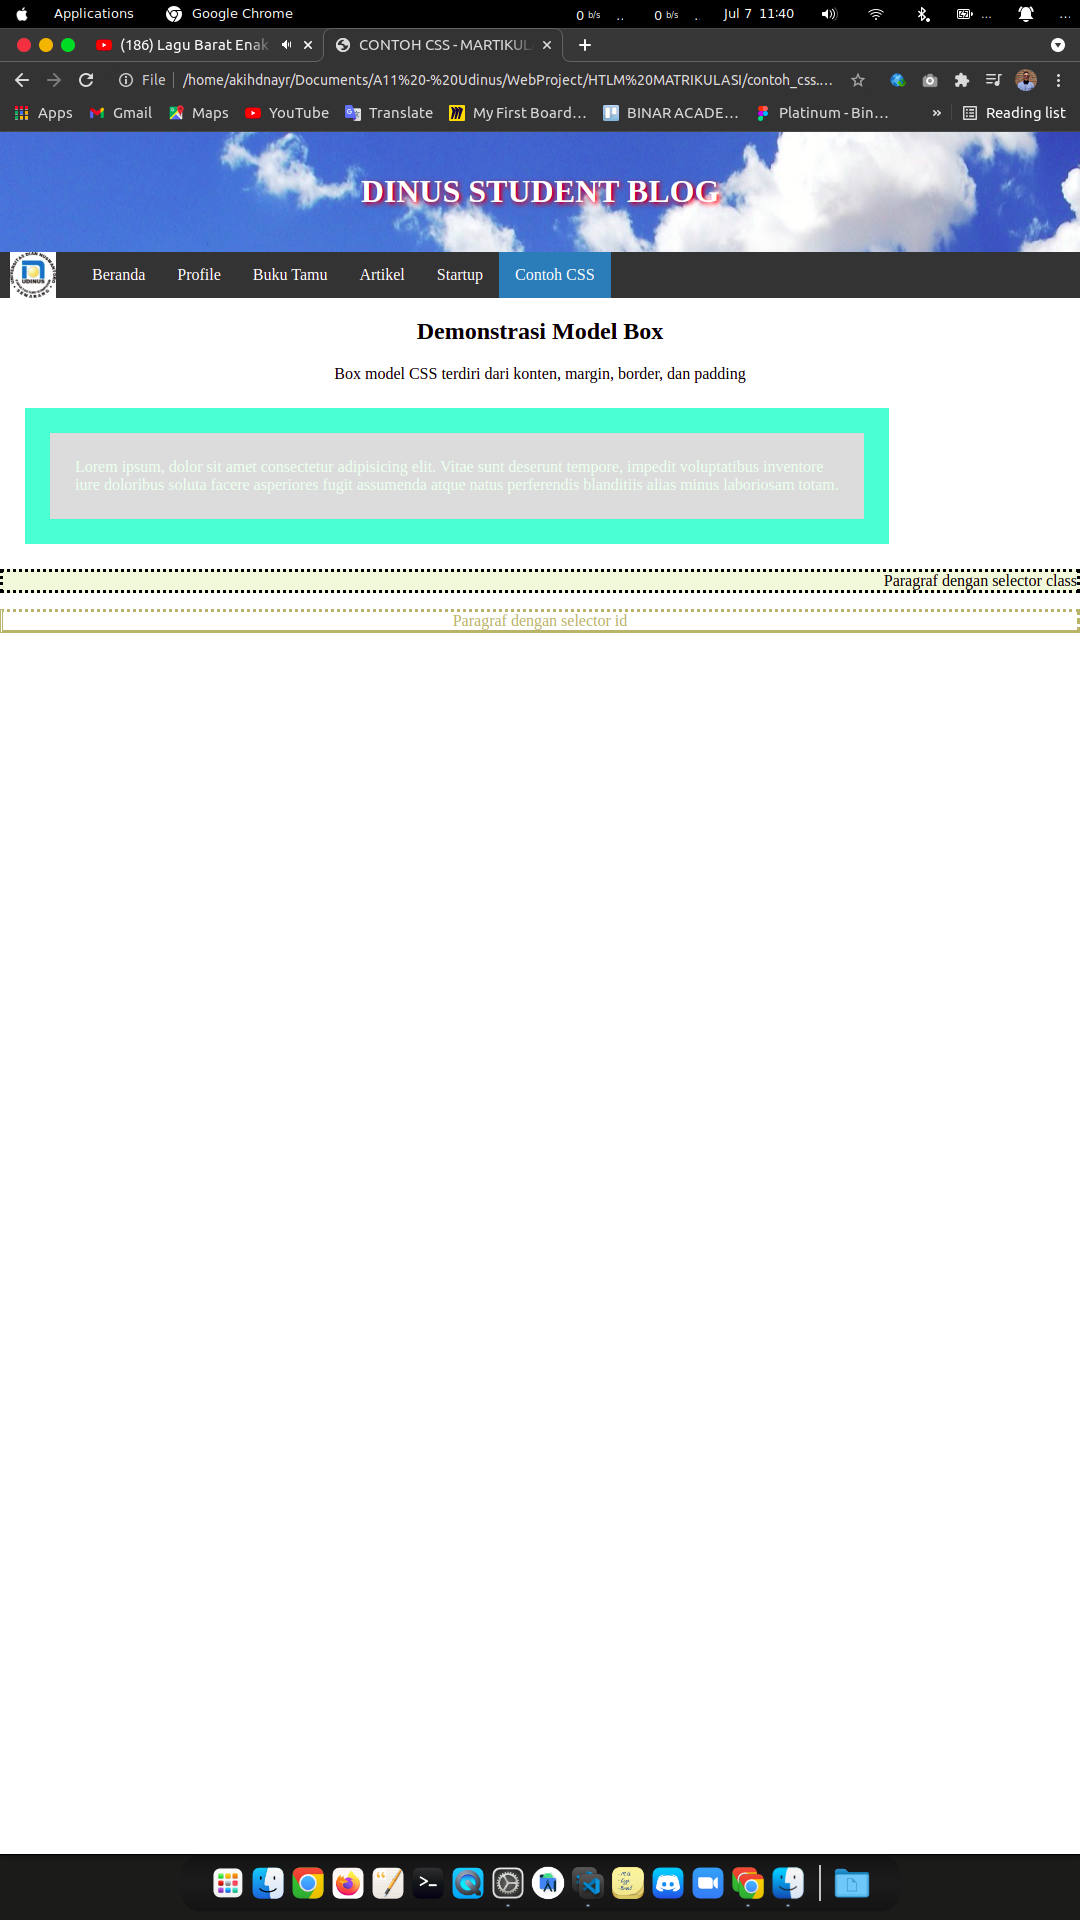 Applications Google Chrome 0 b/s .. 0 b/s . Jul 7 11:40 ... ...
(186) Lagu Barat Enak CONTOH CSS - MARTIKUL
File /home/akihdnayr/Documents/A11%20-%20Udinus/WebProject/HTLM%20MATRIKULASI/contoh_css....
Apps Gmail Maps YouTube Translate My First Board... BINAR ACADE... Platinum - Bin... » Reading list
DINUS STUDENT BLOG
UDINUS Beranda Profile Buku Tamu Artikel Startup Contoh CSS
Demonstrasi Model Box
Box model CSS terdiri dari konten, margin, border, dan padding
Lorem ipsum, dolor sit amet consectetur adipisicing elit. Vitae sunt deserunt tempore, impedit voluptatibus inventore
iure doloribus soluta facere asperiores fugit assumenda atque natus perferendis blanditiis alias minus laboriosam totam.
Paragraf dengan selector class
Paragraf dengan selector id